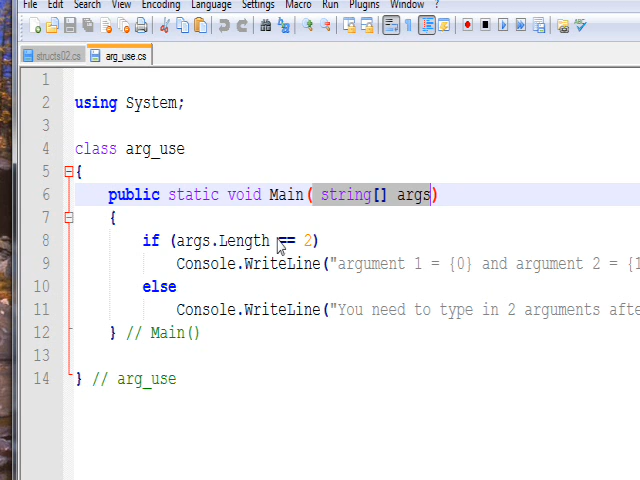 File Edit Search View Encoding Language Settings Macro Run Plugins Window ?
structs02.cs arg_use.cs
1
2 using System;
3
4 class arg_use
5 {
6 public static void Main( string[] args)
7 {
8 if (args.Length == 2)
9 Console.WriteLine("argument 1 = {0} and argument 2 = {1
10 else
11 Console.WriteLine("You need to type in 2 arguments afte
12 } // Main()
13
14 } // arg_use